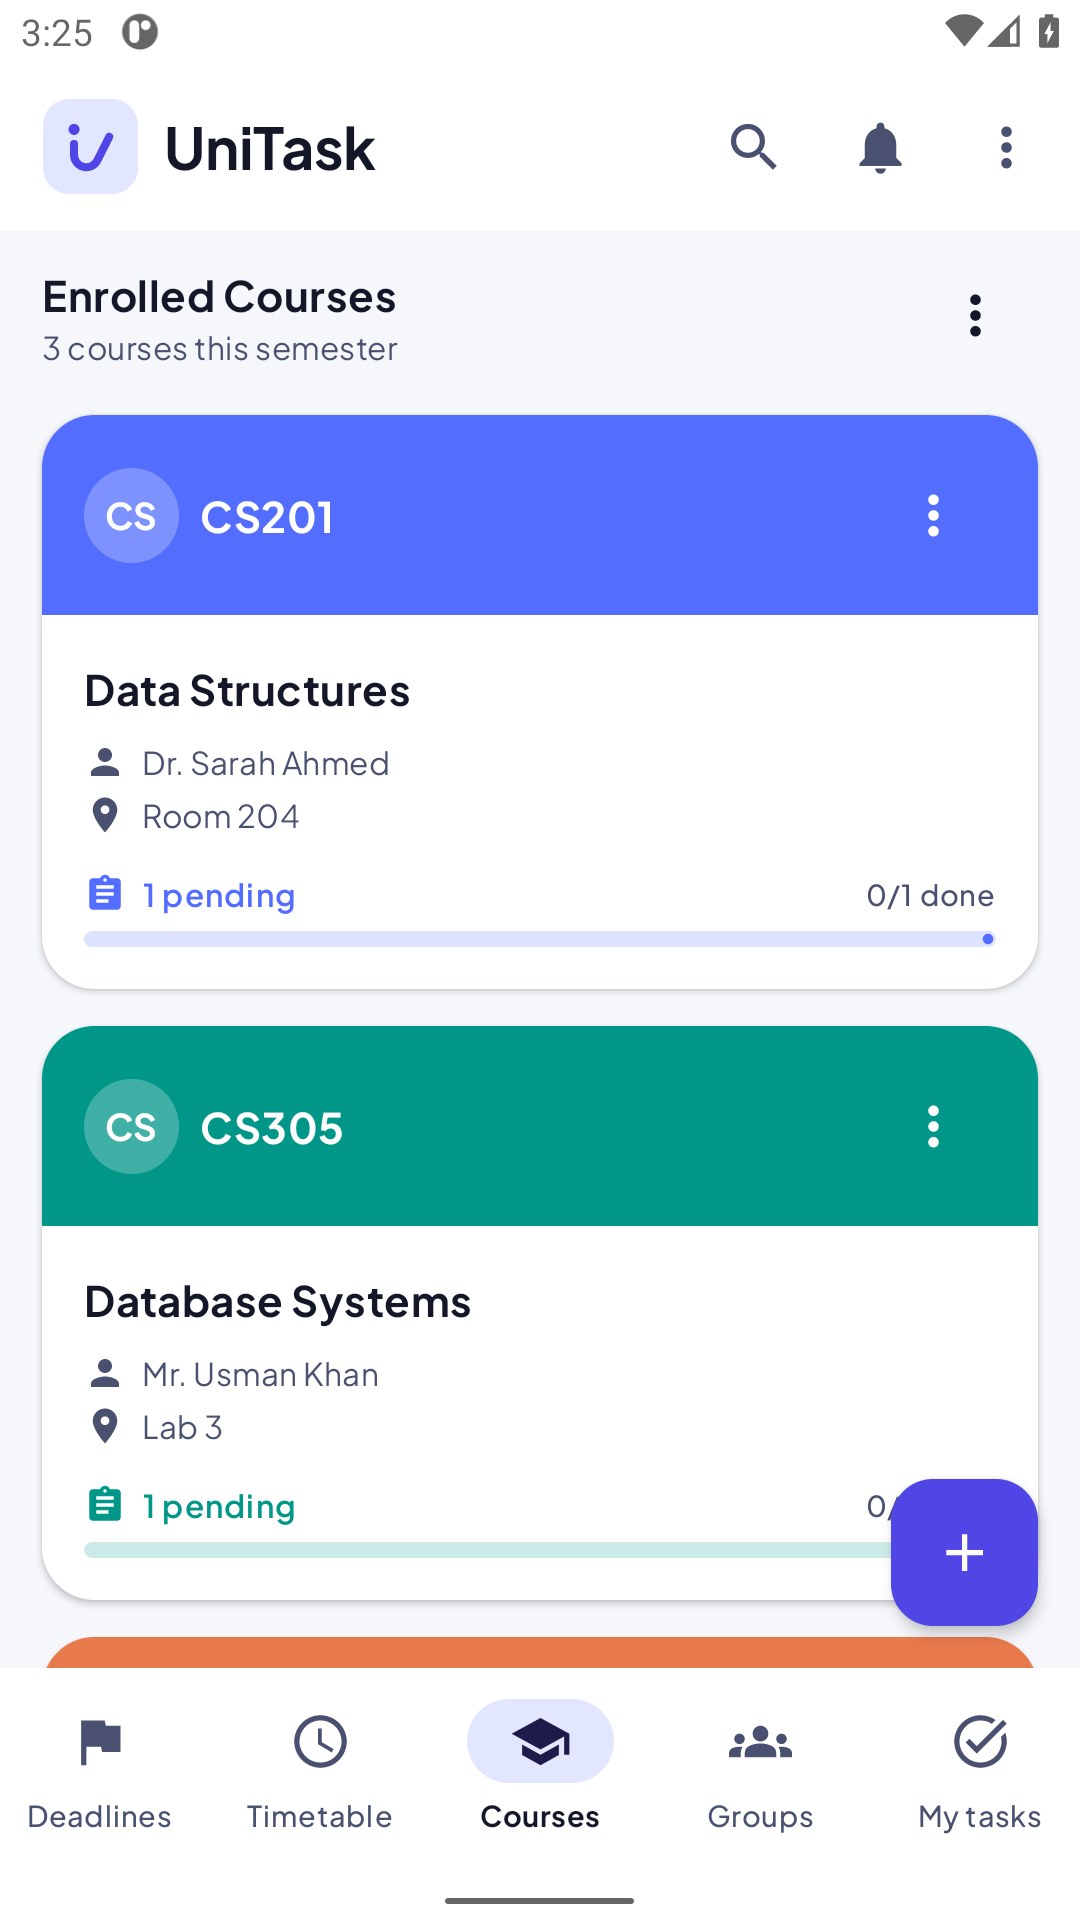 3:25
UniTask
Enrolled Courses
3 courses this semester
CS CS201
Data Structures
Dr. Sarah Ahmed
Room 204
1 pending 0/1 done
CS CS305
Database Systems
Mr. Usman Khan
Lab 3
1 pending 0/
Deadlines Timetable Courses Groups My tasks